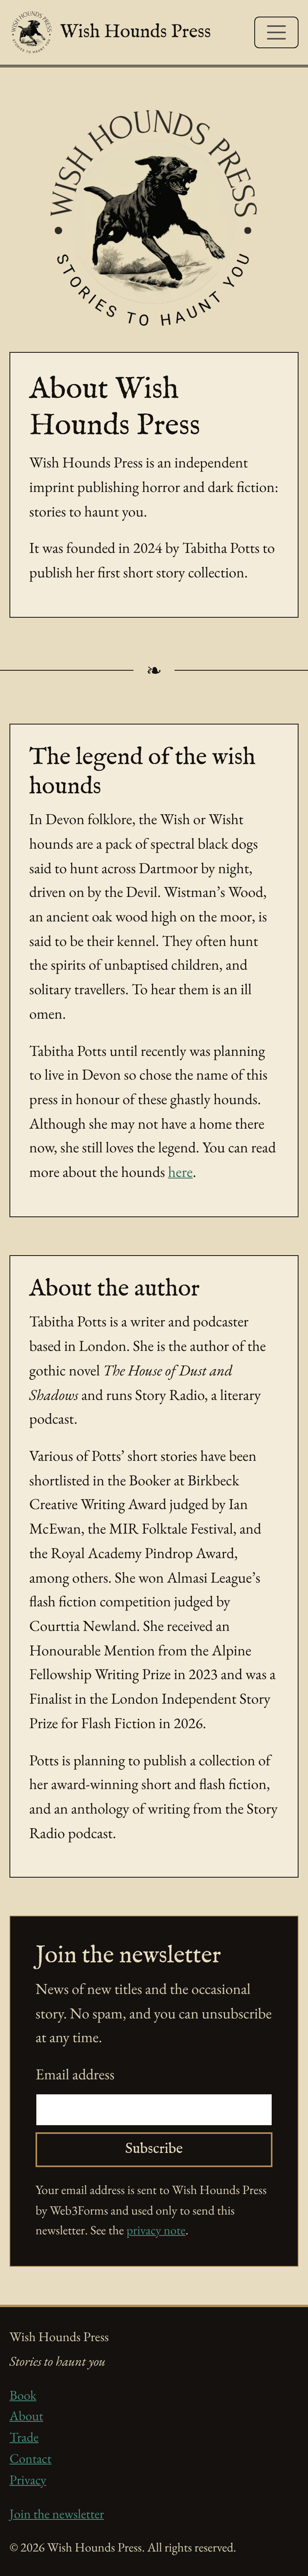 Wish Hounds Press
WISH HOUNDS PRESS
STORIES TO HAUNT YOU
About Wish
Hounds Press
Wish Hounds Press is an independent
imprint publishing horror and dark fiction:
stories to haunt you.
It was founded in 2024 by Tabitha Potts to
publish her first short story collection.
The legend of the wish
hounds
In Devon folklore, the Wish or Wisht
hounds are a pack of spectral black dogs
said to hunt across Dartmoor by night,
driven on by the Devil. Wistman’s Wood,
an ancient oak wood high on the moor, is
said to be their kennel. They often hunt
the spirits of unbaptised children, and
solitary travellers. To hear them is an ill
omen.
Tabitha Potts until recently was planning
to live in Devon so chose the name of this
press in honour of these ghastly hounds.
Although she may not have a home there
now, she still loves the legend. You can read
more about the hounds here.
About the author
Tabitha Potts is a writer and podcaster
based in London. She is the author of the
gothic novel The House of Dust and
Shadows and runs Story Radio, a literary
podcast.
Various of Potts’ short stories have been
shortlisted in the Booker at Birkbeck
Creative Writing Award judged by Ian
McEwan, the MIR Folktale Festival, and
the Royal Academy Pindrop Award,
among others. She won Almasi League’s
flash fiction competition judged by
Courttia Newland. She received an
Honourable Mention from the Alpine
Fellowship Writing Prize in 2023 and was a
Finalist in the London Independent Story
Prize for Flash Fiction in 2026.
Potts is planning to publish a collection of
her award-winning short and flash fiction,
and an anthology of writing from the Story
Radio podcast.
Join the newsletter
News of new titles and the occasional
story. No spam, and you can unsubscribe
at any time.
Email address
Subscribe
Your email address is sent to Wish Hounds Press
by Web3Forms and used only to send this
newsletter. See the privacy note.
Wish Hounds Press
Stories to haunt you
Book
About
Trade
Contact
Privacy
Join the newsletter
© 2026 Wish Hounds Press. All rights reserved.